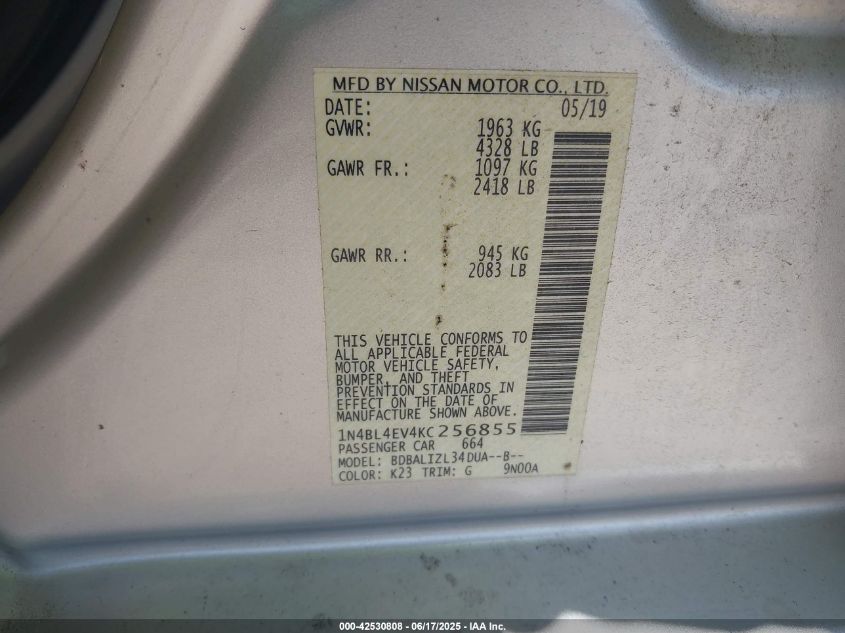 MFD BY NISSAN MOTOR CO., LTD.
DATE: 05/19
GVWR: 1963 KG
4328 LB
GAWR FR.: 1097 KG
2418 LB
GAWR RR.: 945 KG
2083 LB
THIS VEHICLE CONFORMS TO
ALL APPLICABLE FEDERAL
MOTOR VEHICLE SAFETY,
BUMPER, AND THEFT
PREVENTION STANDARDS IN
EFFECT ON THE DATE OF
MANUFACTURE SHOWN ABOVE.
1N4BL4EV4KC256855
PASSENGER CAR 664
MODEL: BDBALIZL34DUA--B--
COLOR: K23 TRIM: G 9N00A
000-42530808 - 06/17/2025 - IAA Inc.